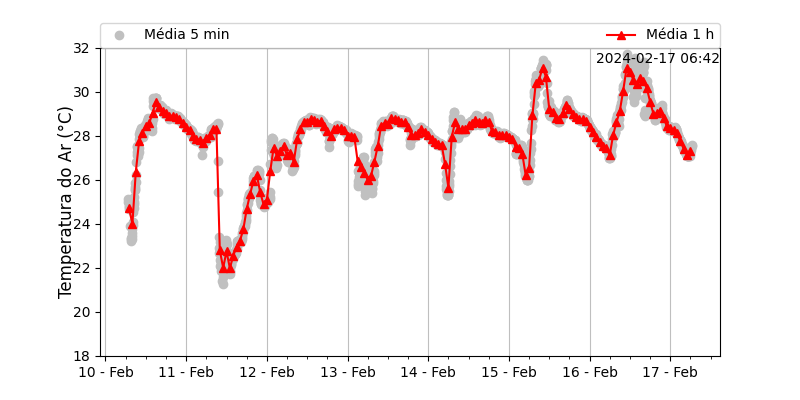 Média 5 min
Média 1 h
2024-02-17 06:42
Temperatura do Ar (°C)
32
30
28
26
24
22
20
18
10 - Feb
11 - Feb
12 - Feb
13 - Feb
14 - Feb
15 - Feb
16 - Feb
17 - Feb